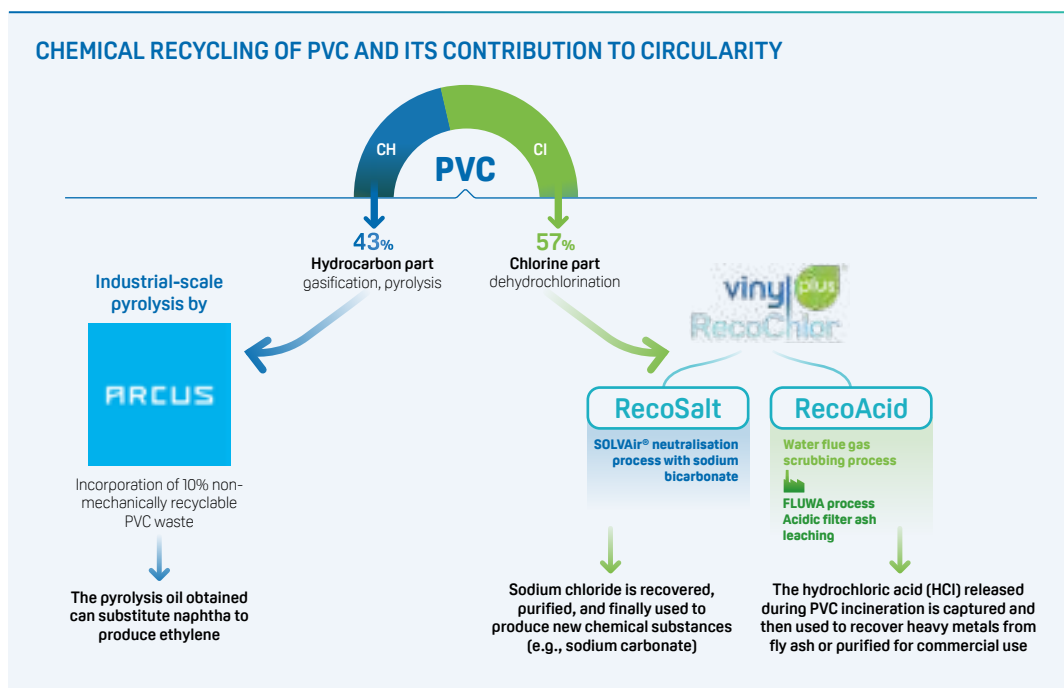 CHEMICAL RECYCLING OF PVC AND ITS CONTRIBUTION TO CIRCULARITY
CH
Cl
PVC
43%
Hydrocarbon part
gasification, pyrolysis
57%
Chlorine part
dehydrochlorination
Industrial-scale
pyrolysis by
ARCUS
Incorporation of 10% non-
mechanically recyclable
PVC waste
The pyrolysis oil obtained
can substitute naphtha to
produce ethylene
vinyl plus
RecoChlor
RecoSalt
SOLVAir® neutralisation
process with sodium
bicarbonate
Sodium chloride is recovered,
purified, and finally used to
produce new chemical substances
(e.g., sodium carbonate)
RecoAcid
Water flue gas
scrubbing process
FLUWA process
Acidic filter ash
leaching
The hydrochloric acid (HCl) released
during PVC incineration is captured and
then used to recover heavy metals from
fly ash or purified for commercial use